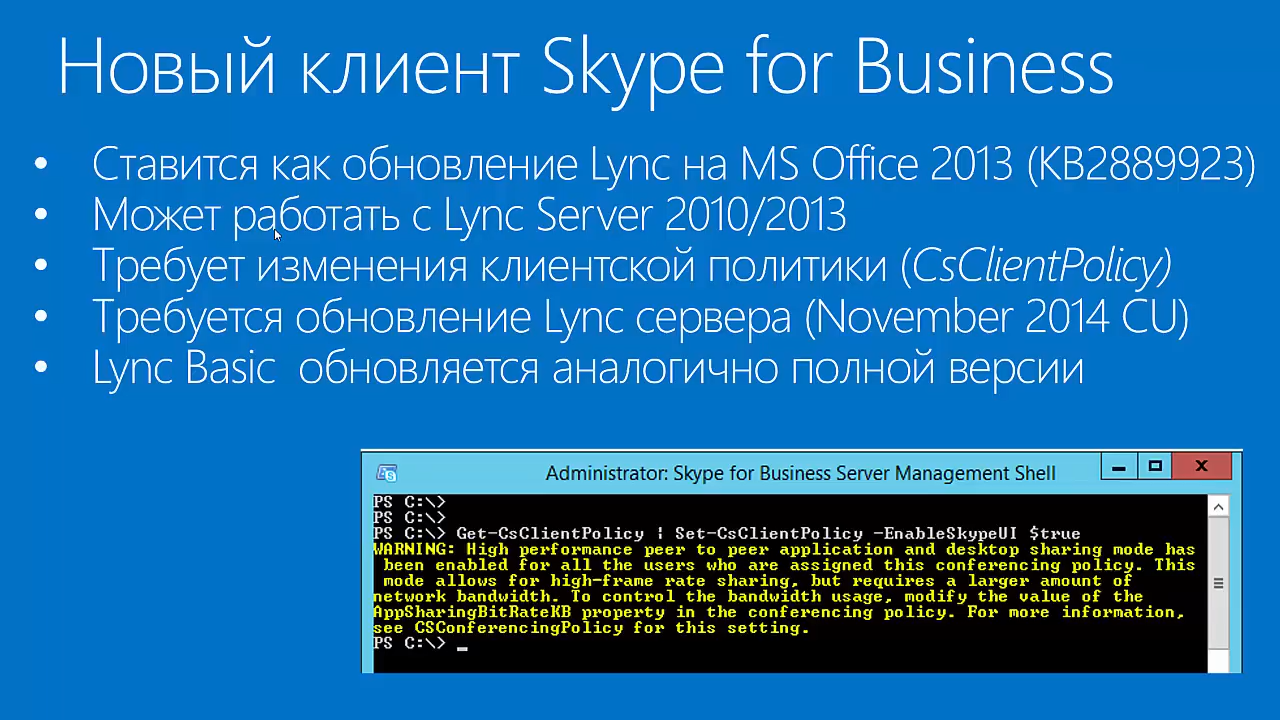 Новый клиент Skype for Business
• Ставится как обновление Lync на MS Office 2013 (KB2889923)
• Может работать с Lync Server 2010/2013
• Требует изменения клиентской политики (CsClientPolicy)
• Требуется обновление Lync сервера (November 2014 CU)
• Lync Basic обновляется аналогично полной версии
Administrator: Skype for Business Server Management Shell
PS C:\>
PS C:\>
PS C:\> Get-CsClientPolicy | Set-CsClientPolicy -EnableSkypeUI $true
WARNING: High performance peer to peer application and desktop sharing mode has
been enabled for all the users who are assigned this conferencing policy. This
mode allows for high-frame rate sharing, but requires a larger amount of
network bandwidth. To control the bandwidth usage, modify the value of the
AppSharingBitRateKB property in the conferencing policy. For more information,
see CSConferencingPolicy for this setting.
PS C:\> _